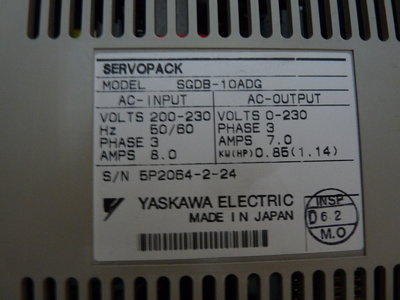 SERVOPACK
MODEL SGDB-10ADG
AC-INPUT AC-OUTPUT
VOLTS 200-230 VOLTS 0-230
Hz 50/60 PHASE 3
PHASE 3 AMPS 7.0
AMPS 8.0 KW(HP) 0.85(1.14)
S/N 5P2064-2-24
YASKAWA ELECTRIC
MADE IN JAPAN
INSP
D 6 2
M.O